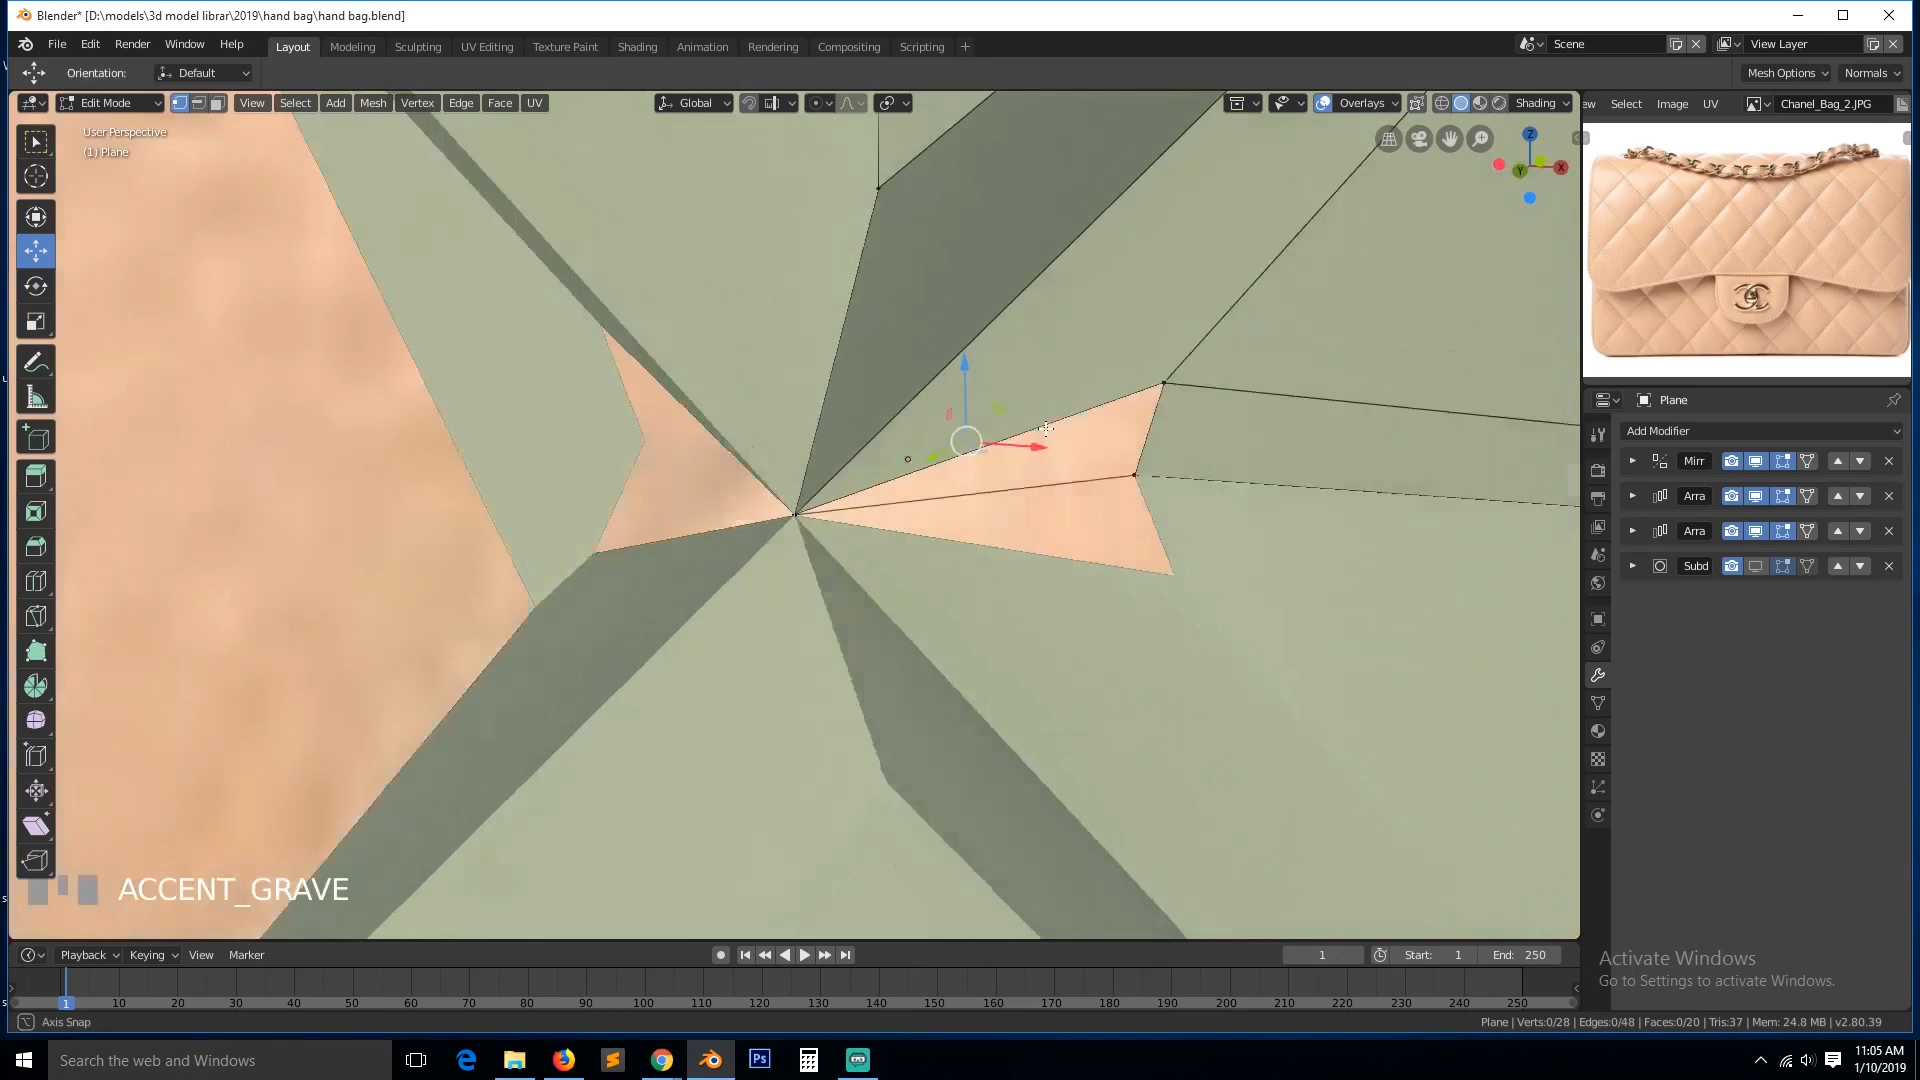 Blender* [D:\models\3d model librar\2019\hand bag\hand bag.blend]
File Edit Render Window Help Layout Modeling Sculpting UV Editing Texture Paint Shading Animation Rendering Compositing Scripting + Scene View Layer
Orientation: Default Mesh Options Normals
Edit Mode View Select Add Mesh Vertex Edge Face UV Global Overlays Shading ew Select Image UV Chanel_Bag_2.JPG
User Perspective
(1) Plane
Z
X
Y
Plane
Add Modifier
Mirr
Arra
Arra
Subd
ACCENT_GRAVE
Playback Keying View Marker 1 Start: 1 End: 250
1 10 20 30 40 50 60 70 80 90 100 110 120 130 140 150 160 170 180 190 200 210 220 230 240 250
Activate Windows
Go to Settings to activate Windows.
Axis Snap Plane | Verts:0/28 | Edges:0/48 | Faces:0/20 | Tris:37 | Mem: 24.8 MB | v2.80.39
Search the web and Windows Ps 11:05 AM
1/10/2019